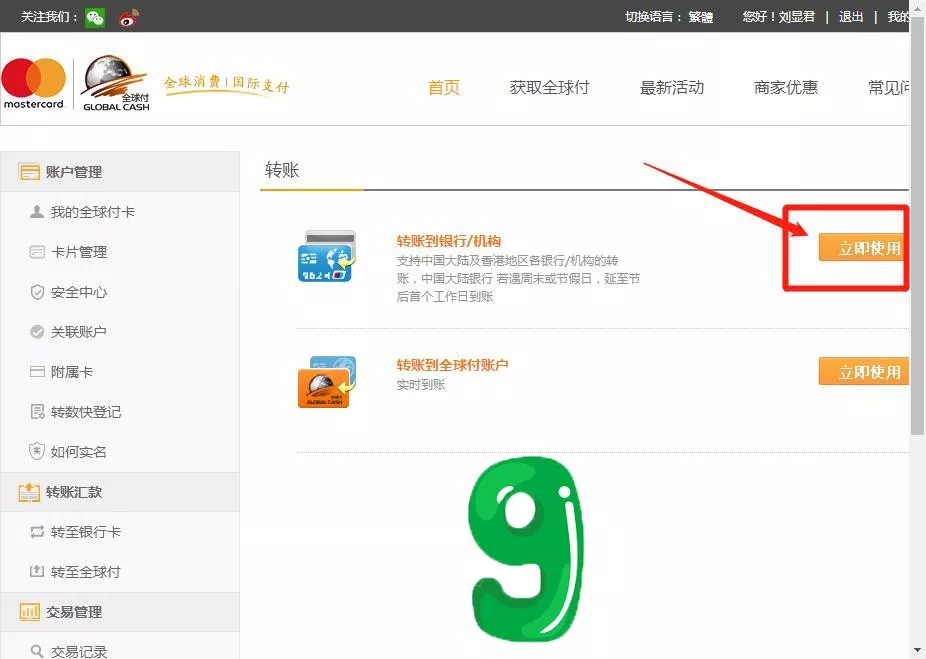 关注我们：
切换语言： 繁體 您好！刘显君 | 退出 | 我的
mastercard
全球付
GLOBAL CASH
全球消费|国际支付
首页 获取全球付 最新活动 商家优惠 常见问
账户管理
我的全球付卡
卡片管理
安全中心
关联账户
附属卡
转数快登记
如何实名
转账汇款
转至银行卡
转至全球付
交易管理
交易记录
转账
转账到银行/机构
支持中国大陆及香港地区各银行/机构的转
账，中国大陆银行 若遇周末或节假日，延至节
后首个工作日到账
立即使用
转账到全球付账户
实时到账
立即使用
GLOBAL CASH
9